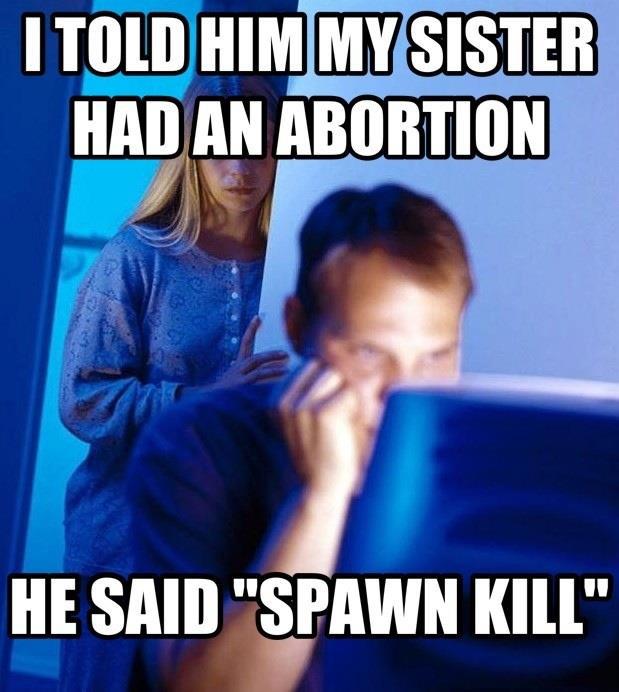 I TOLD HIM MY SISTER
HAD AN ABORTION
HE SAID "SPAWN KILL"